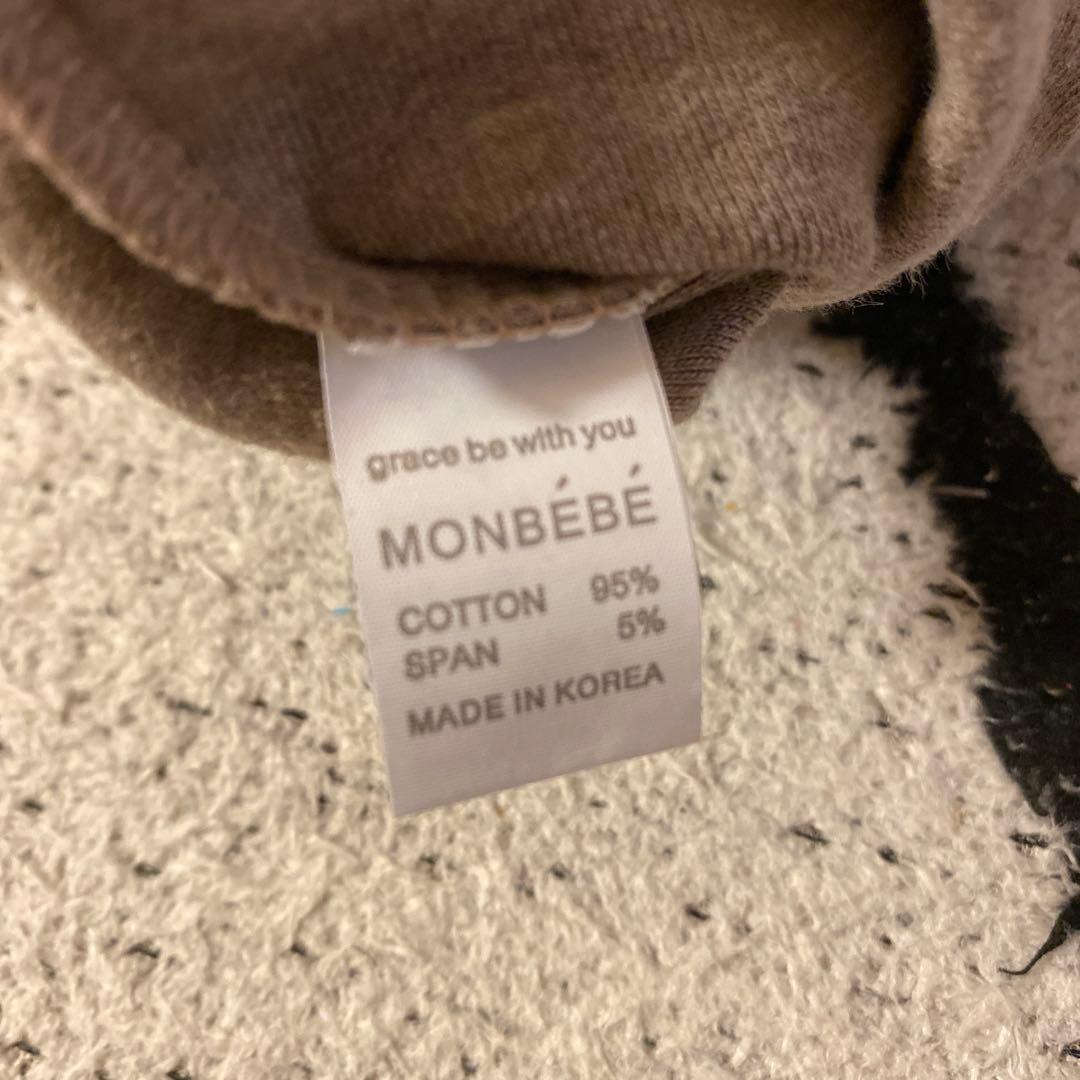 grace be with you
MONBÉBÉ
COTTON 95%
SPAN 5%
MADE IN KOREA